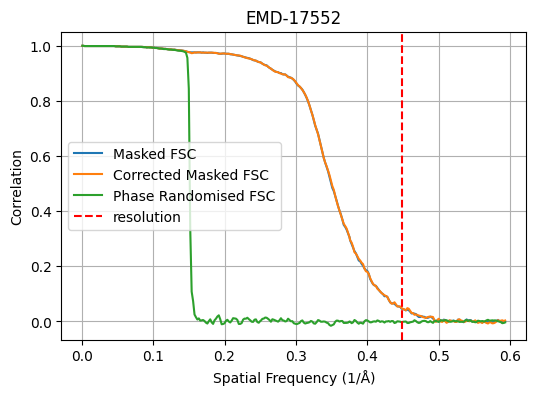 EMD-17552
1.0
0.8
0.6
0.4
0.2
0.0
Correlation
Masked FSC
Corrected Masked FSC
Phase Randomised FSC
resolution
0.0 0.1 0.2 0.3 0.4 0.5 0.6
Spatial Frequency (1/Å)